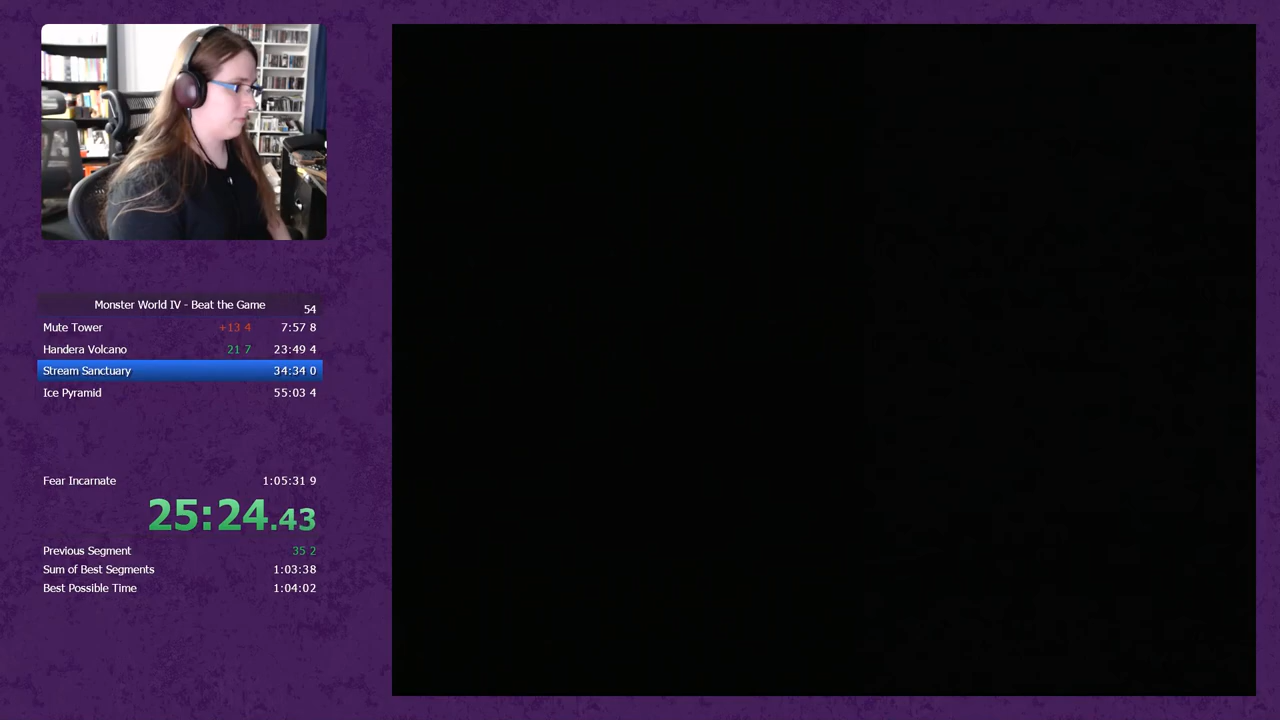 Monster World IV - Beat the Game
54
Mute Tower +13 4 7:57 8
Handera Volcano 21 7 23:49 4
Stream Sanctuary 34:34 0
Ice Pyramid 55:03 4
Fear Incarnate 1:05:31 9
25:24.43
Previous Segment 35 2
Sum of Best Segments 1:03:38
Best Possible Time 1:04:02